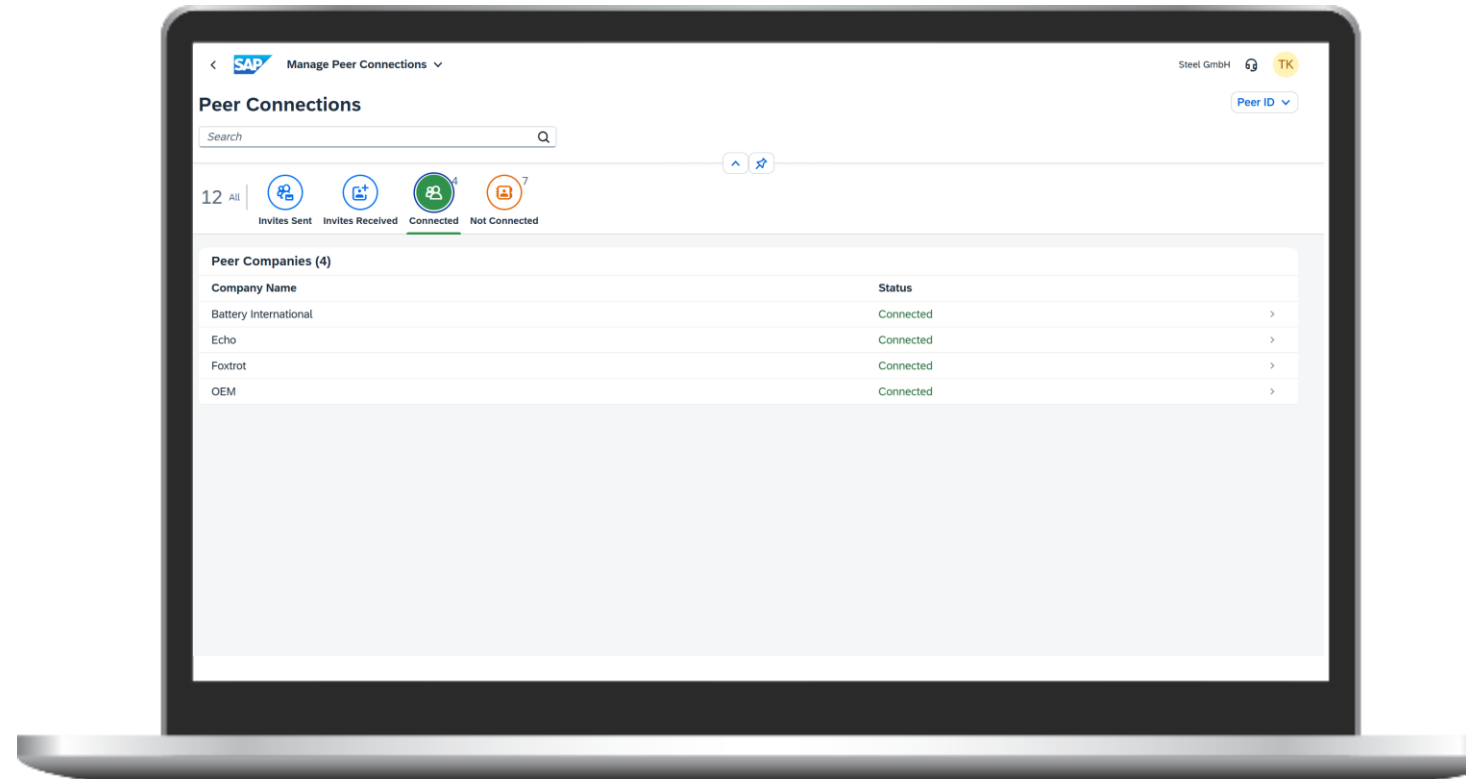 SAP Manage Peer Connections Steel GmbH TK
Peer Connections Peer ID
Search
12 All 4 7
Invites Sent Invites Received Connected Not Connected
Peer Companies (4)
Company Name Status
Battery International Connected
Echo Connected
Foxtrot Connected
OEM Connected